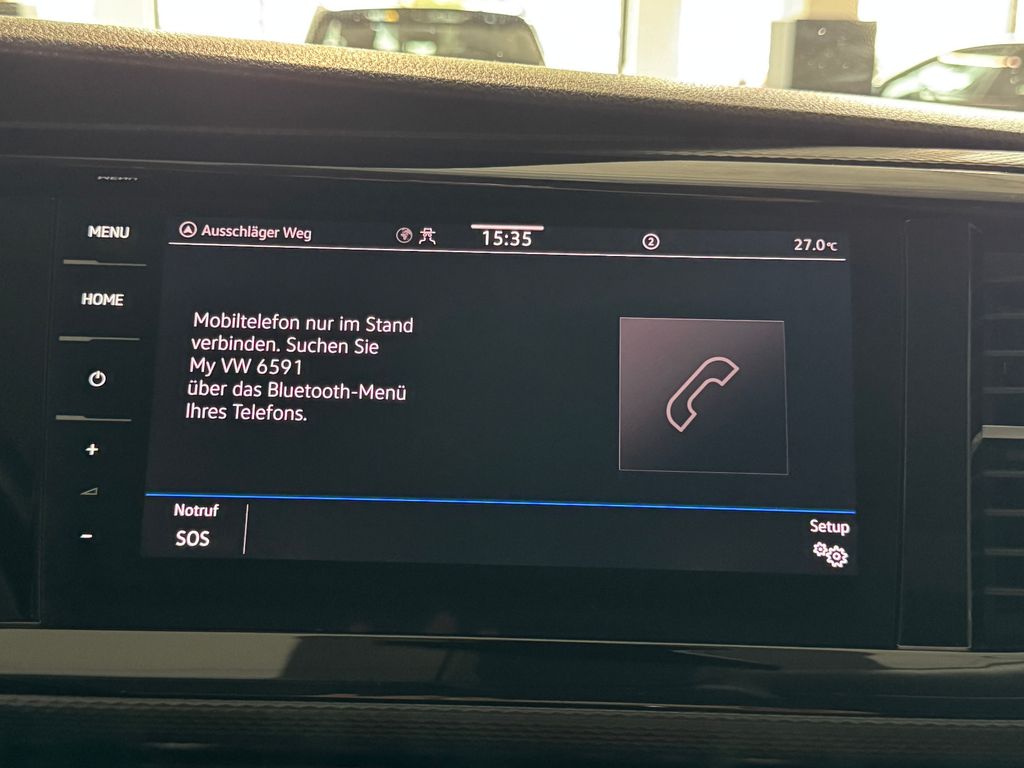 MENU
HOME
Ausschläger Weg
15:35
2
27.0°C
Mobiltelefon nur im Stand
verbinden. Suchen Sie
My VW 6591
über das Bluetooth-Menü
Ihres Telefons.
Notruf
SOS
Setup